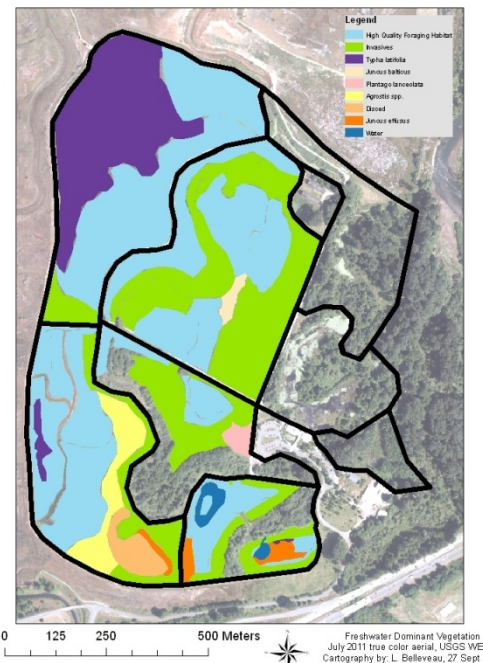 Legend
High Quality Foraging Habitat
Invasives
Typha latifolia
Juncus balticus
Plantago lanceolata
Agrostis spp.
Disced
Juncus effusus
Water
0 125 250 500 Meters
Freshwater Dominant Vegetation
July 2011 true color aerial, USGS WE
Cartography by: L. Belleveau, 27 Sept